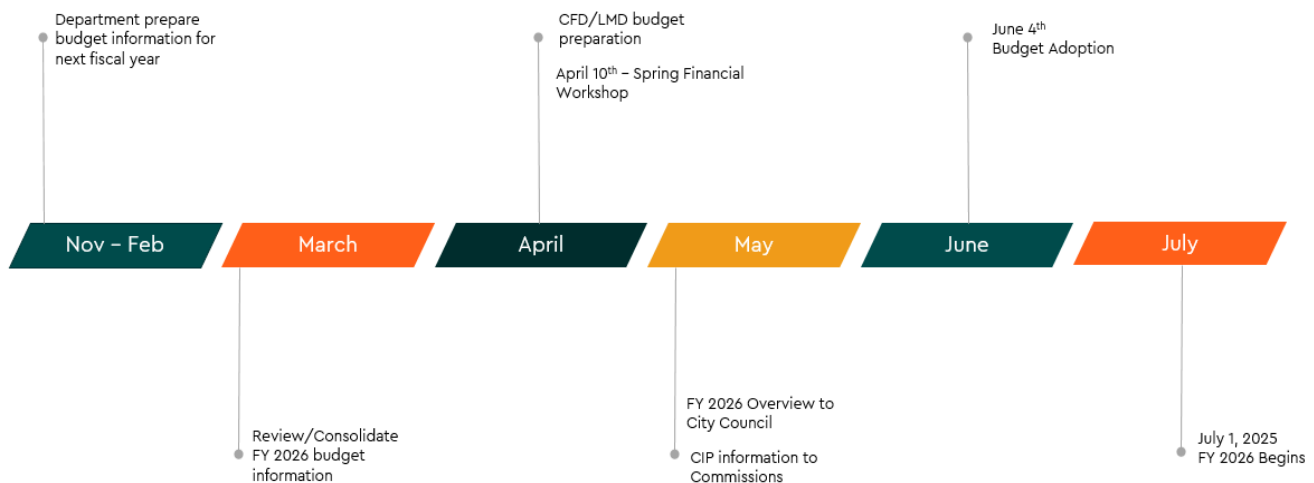 Department prepare
budget information for
next fiscal year
CFD/LMD budget
preparation
April 10th – Spring Financial
Workshop
June 4th
Budget Adoption
Nov – Feb
March
April
May
June
July
Review/Consolidate
FY 2026 budget
information
FY 2026 Overview to
City Council
CIP information to
Commissions
July 1, 2025
FY 2026 Begins